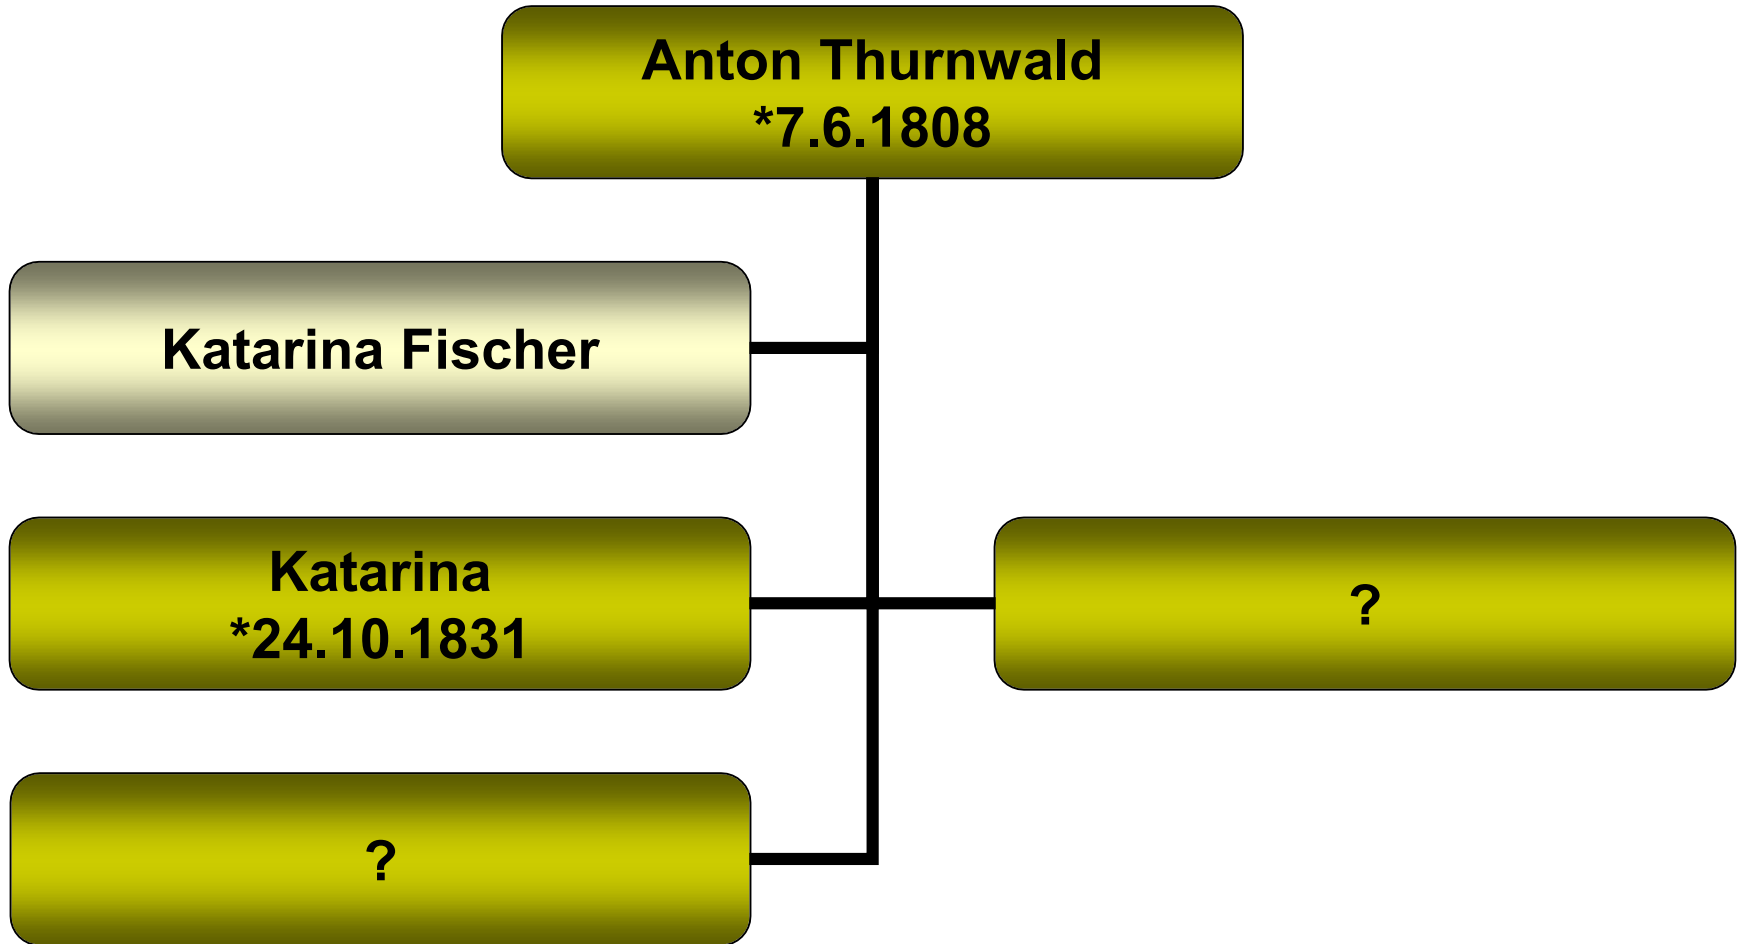 Anton Thurnwald
*7.6.1808
Katarina Fischer
Katarina
*24.10.1831
?
?